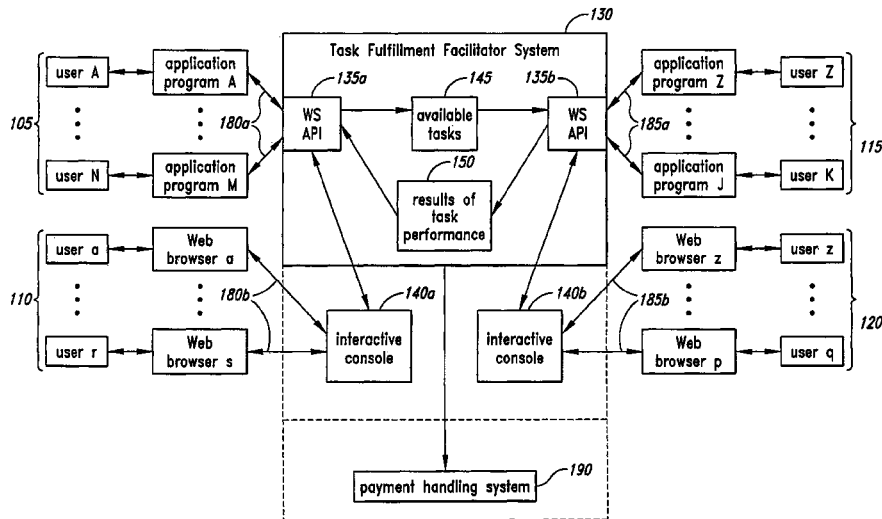 130
Task Fulfillment Facilitator System
user A
application
program A
135a
145
135b
application
program Z
user Z
105
180a
WS
API
available
tasks
WS
API
185a
115
150
user N
application
program M
results of
task
performance
application
program J
user K
user a
Web
browser a
Web
browser z
user z
110
180b
140a
140b
185b
120
user r
Web
browser s
interactive
console
interactive
console
Web
browser p
user q
190
payment handling system